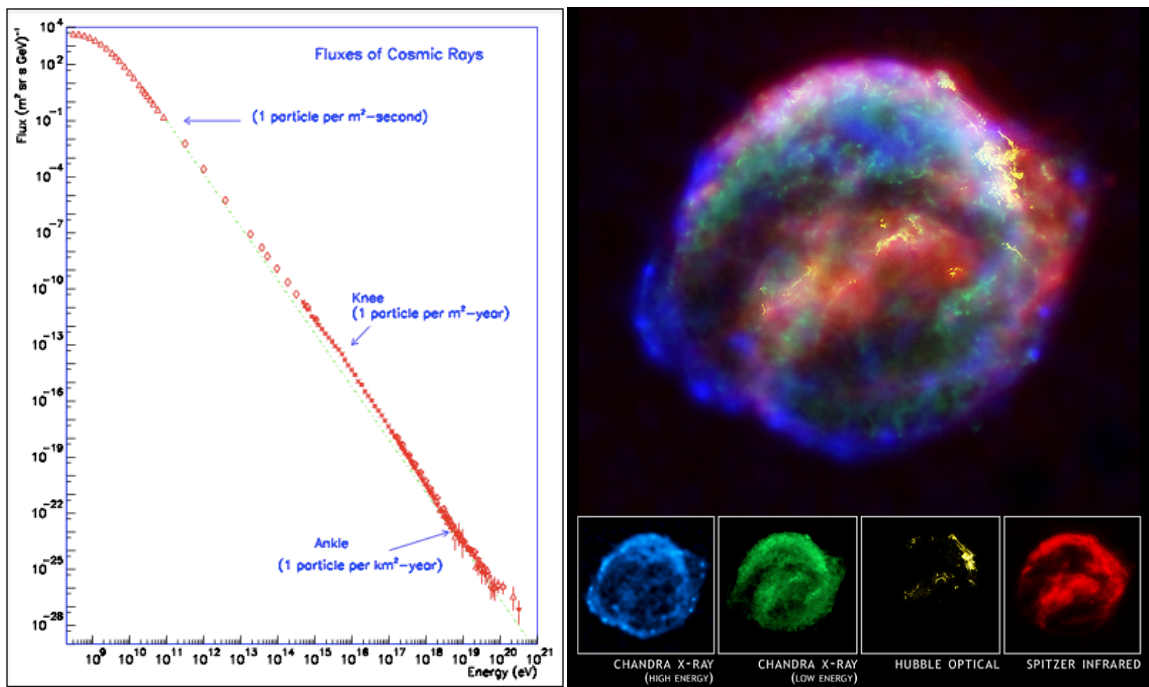 Fluxes of Cosmic Rays
Flux (m² sr s GeV)⁻¹
10⁴
10²
10⁻¹
10⁻⁴
10⁻⁷
10⁻¹⁰
10⁻¹³
10⁻¹⁶
10⁻¹⁹
10⁻²²
10⁻²⁵
10⁻²⁸
(1 particle per m²–second)
Knee
(1 particle per m²–year)
Ankle
(1 particle per km²–year)
10⁹ 10¹⁰ 10¹¹ 10¹² 10¹³ 10¹⁴ 10¹⁵ 10¹⁶ 10¹⁷ 10¹⁸ 10¹⁹ 10²⁰ 10²¹
Energy (eV)
CHANDRA X-RAY
(HIGH ENERGY)
CHANDRA X-RAY
(LOW ENERGY)
HUBBLE OPTICAL
SPITZER INFRARED